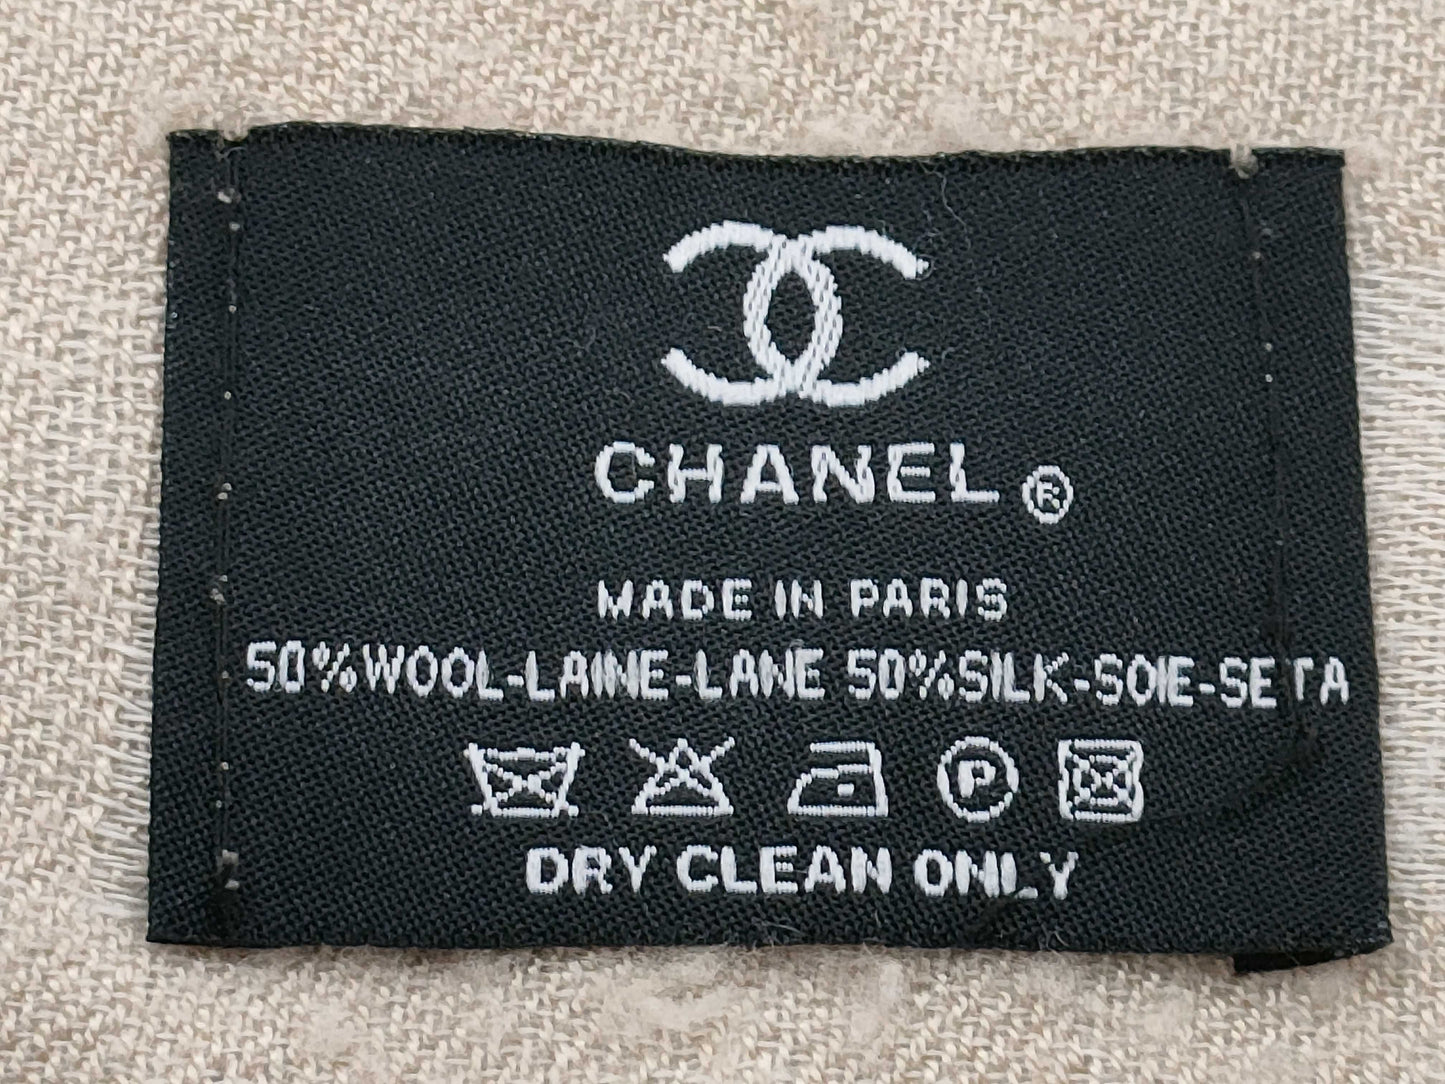 CHANEL ®
MADE IN PARIS
50%WOOL-LAINE-LANE 50%SILK-SOIE-SETA
P
DRY CLEAN ONLY